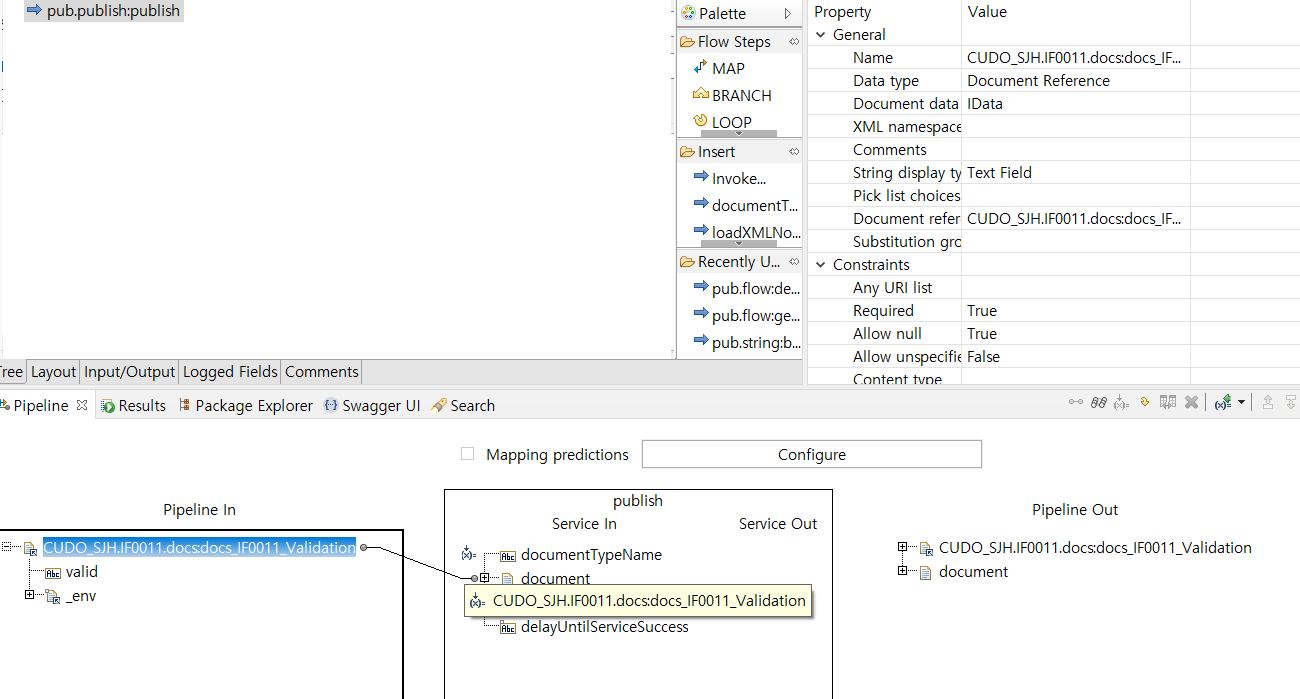 pub.publish:publish
Palette
Flow Steps
MAP
BRANCH
LOOP
Insert
Invoke...
documentT...
loadXMLNo...
Recently U...
pub.flow:de...
pub.flow:ge...
pub.string:b...
Property Value
General
Name CUDO_SJH.IF0011.docs:docs_IF...
Data type Document Reference
Document data IData
XML namespace
Comments
String display ty Text Field
Pick list choices
Document refer CUDO_SJH.IF0011.docs:docs_IF...
Substitution gro
Constraints
Any URI list
Required True
Allow null True
Allow unspecifie False
Content type
Tree Layout Input/Output Logged Fields Comments
Pipeline Results Package Explorer Swagger UI Search
Mapping predictions Configure
Pipeline In
CUDO_SJH.IF0011.docs:docs_IF0011_Validation
Abc valid
_env
publish
Service In Service Out
(x)= Abc documentTypeName
document
(x)= CUDO_SJH.IF0011.docs:docs_IF0011_Validation
Abc delayUntilServiceSuccess
Pipeline Out
CUDO_SJH.IF0011.docs:docs_IF0011_Validation
document